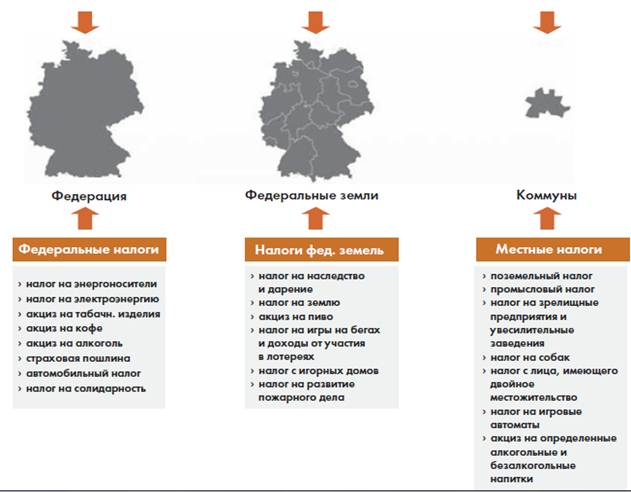 Федерация
Федеральные земли
Коммуны
Федеральные налоги
› налог на энергоносители
› налог на электроэнергию
› акциз на табачн. изделия
› акциз на кофе
› акциз на алкоголь
› страховая пошлина
› автомобильный налог
› налог на солидарность
Налоги фед. земель
› налог на наследство
и дарение
› налог на землю
› акциз на пиво
› налог на игры на бегах
и доходы от участия
в лотереях
› налог с игорных домов
› налог на развитие
пожарного дела
Местные налоги
› поземельный налог
› промысловый налог
› налог на зрелищные
предприятия и
увеселительные
заведения
› налог на собак
› налог с лица, имеющего
двойное
местожительство
› налог на игровые
автоматы
› акциз на определенные
алкогольные и
безалкогольные
напитки